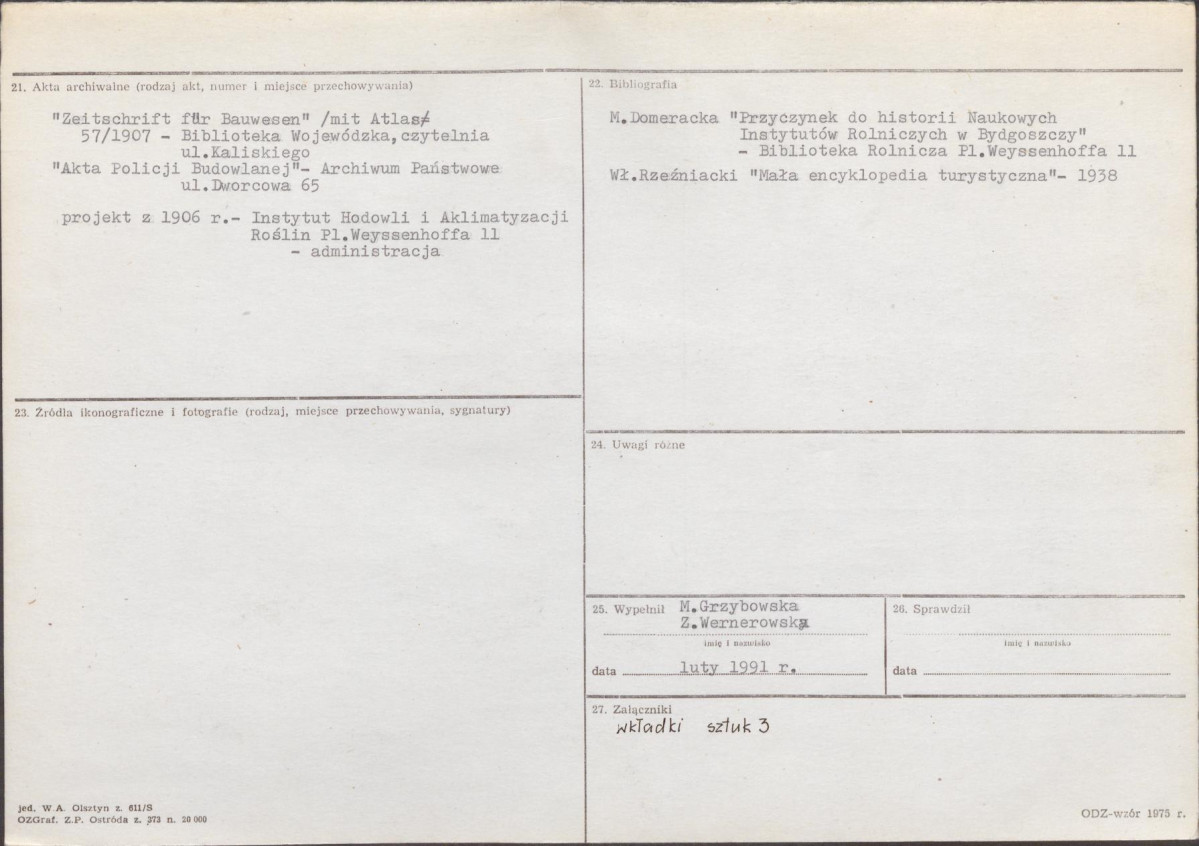 21. Akta archiwalne (rodzaj akt, numer i miejsce przechowywania)
"Zeitschrift für Bauwesen" /mit Atlas/
57/1907 - Biblioteka Wojewódzka, czytelnia
ul.Kaliskiego
"Akta Policji Budowlanej"- Archiwum Państwowe
ul.Dworcowa 65
projekt z 1906 r.- Instytut Hodowli i Aklimatyzacji
Roślin Pl.Weyssenhoffa 11
- administracja
22. Bibliografia
M.Domeracka "Przyczynek do historii Naukowych
Instytutów Rolniczych w Bydgoszczy"
- Biblioteka Rolnicza Pl.Weyssenhoffa 11
Wł.Rzeźniacki "Mała encyklopedia turystyczna"- 1938
23. Źródła ikonograficzne i fotografie (rodzaj, miejsce przechowywania, sygnatury)
24. Uwagi różne
25. Wypełnił M.Grzybowska
Z.Wernerowska
imię i nazwisko
data luty 1991 r.
26. Sprawdził
imię i nazwisko
data
27. Załączniki
wkładki sztuk 3
jed. W.A. Olsztyn z. 611/S
OZGraf. Z.P. Ostróda z. 373 n. 20 000
ODZ-wzór 1975 r.